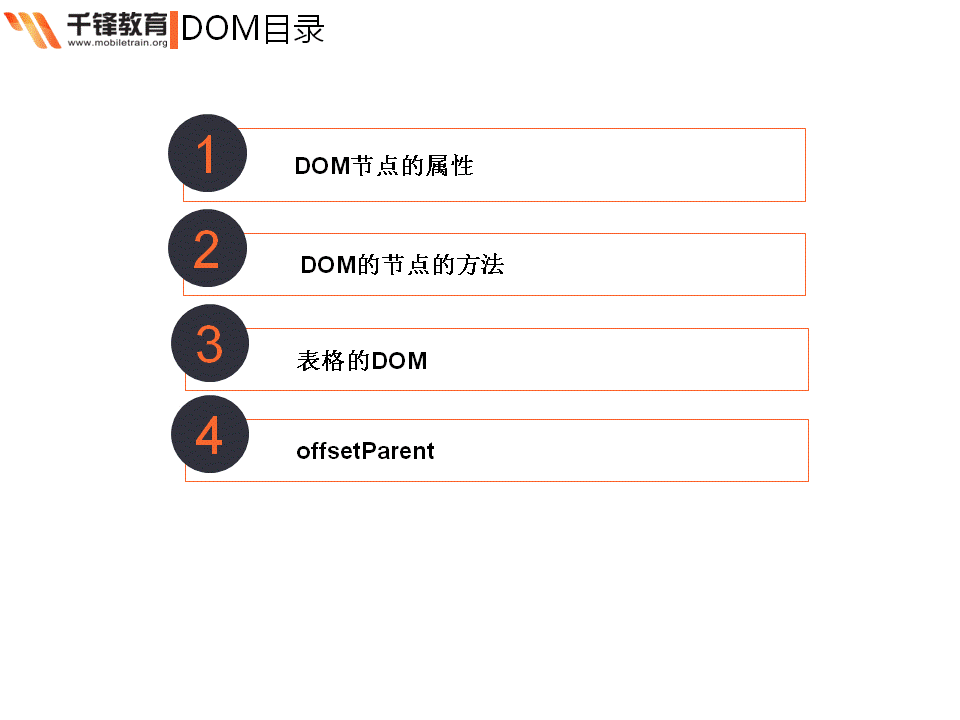 千锋教育
www.mobiletrain.org
DOM目录
1
DOM节点的属性
2
DOM的节点的方法
3
表格的DOM
4
offsetParent